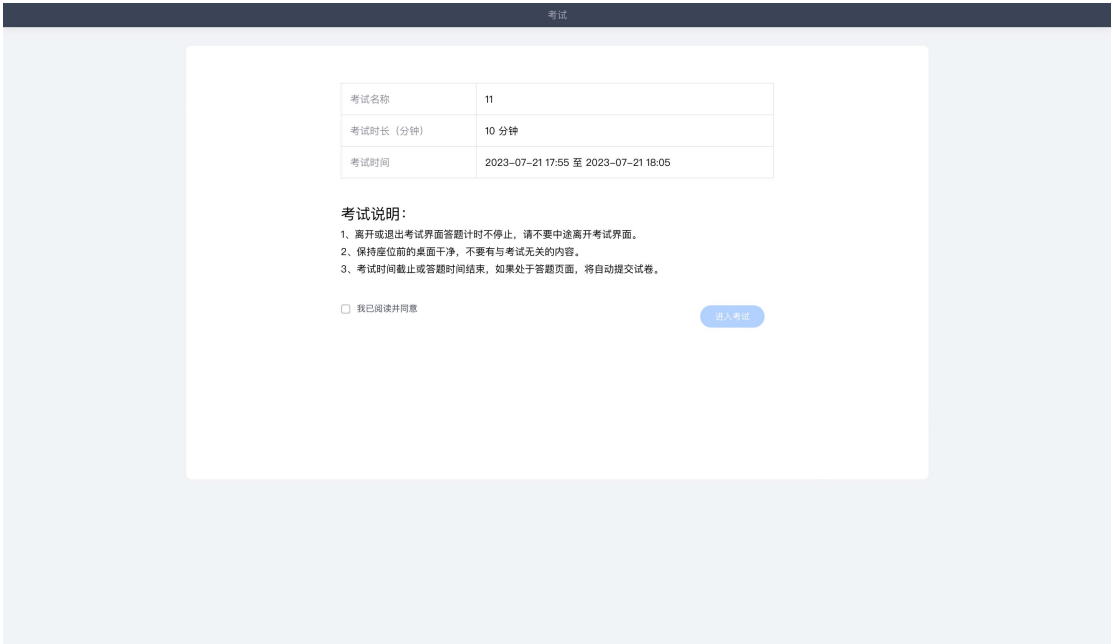 考试
考试名称 11
考试时长（分钟） 10 分钟
考试时间 2023-07-21 17:55 至 2023-07-21 18:05
考试说明：
1、离开或退出考试界面答题计时不停止，请不要中途离开考试界面。
2、保持座位前的桌面干净，不要有与考试无关的内容。
3、考试时间截止或答题时间结束，如果处于答题页面，将自动提交试卷。
我已阅读并同意 进入考试